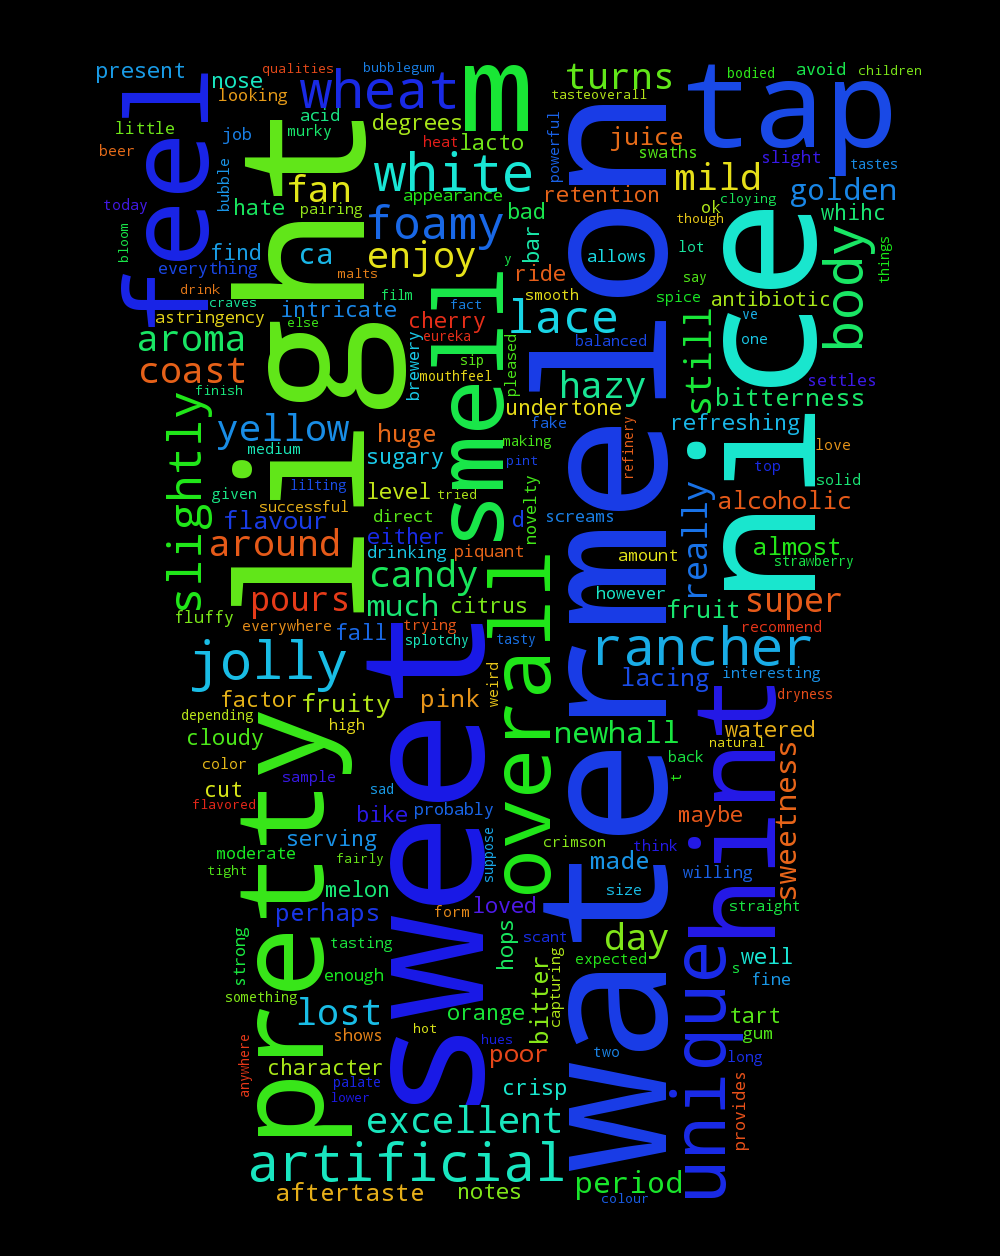 present
qualities
bubblegum
nose
looking
wheat
m
turns
bodied
avoid
children
tap
tasteoverall
feel
little
acid
murky
degrees
heat
lacto
powerful
juice
swaths
slight
tastes
beer
job
light
white
mild
golden
fan
retention
bubble
today
hate
pairing
appearance
bad
ok
cloying
though
whihc
bloom
find
ca
foamy
enjoy
bar
watermelon
allows
lot
nice
body
things
everything
malts
y
ride
say
drink
craves
intricate
film
fact
smooth
spice
antibiotic
ve
astringency
else
cherry
smell
lace
still
aroma
eureka
balanced
one
brewery
sip
pleased
coast
mouthfeel
hazy
settles
finish
slightly
undertone
bitterness
yellow
huge
fake
refreshing
medium
sugary
making
refinery
love
lilting
pint
really
top
solid
given
successful
level
tried
novelty
alcoholic
flavour
direct
d
screams
either
around
drinking
piquant
overall
amount
almost
strawberry
candy
pours
much
citrus
however
fruit
super
fluffy
everywhere
fall
trying
splotchy
tasty
recommend
jolly
sweet
rancher
weird
lacing
interesting
hint
dryness
factor
fruity
pink
depending
pretty
high
newhall
watered
natural
cloudy
color
sample
sad
back
t
sweetness
cut
flavored
bike
probably
maybe
serving
suppose
crimson
think
moderate
fairly
tight
made
willing
melon
size
perhaps
form
loved
straight
strong
tasting
hops
scant
day
unique
well
enough
bitter
capturing
expected
s
fine
something
lost
orange
tart
shows
hot
hues
gum
anywhere
character
poor
two
long
palate
lower
crisp
provides
excellent
artificial
aftertaste
notes
period
colour